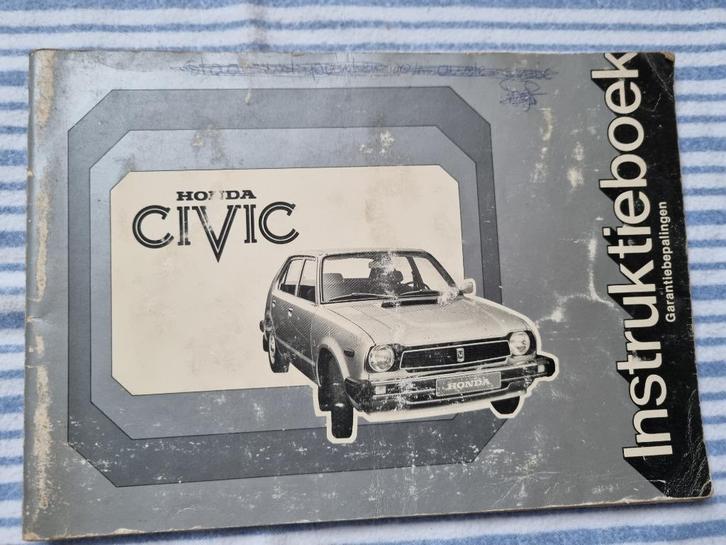 HONDA
CIVIC
HONDA
Instruktieboek
Garantiebepalingen